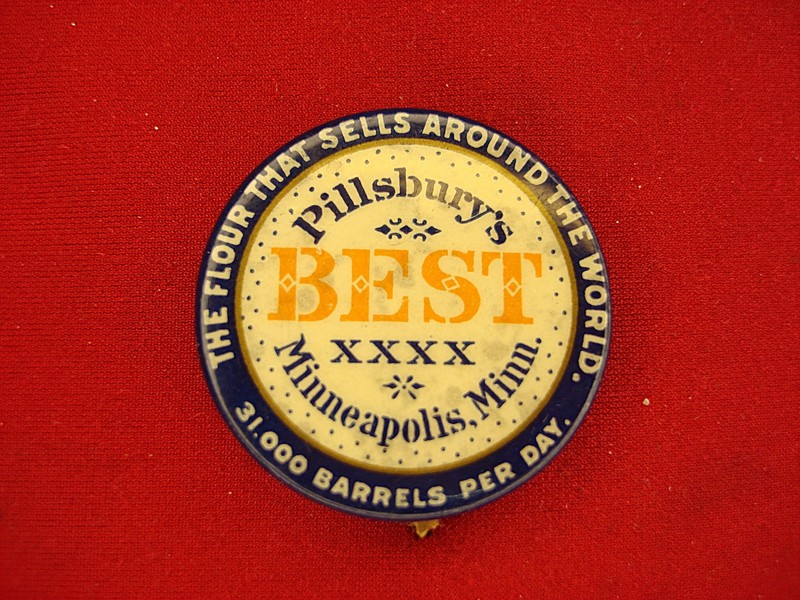 THE FLOUR THAT SELLS AROUND THE WORLD.
Pillsbury's
BEST
XXXX
Minneapolis, Minn.
31.000 BARRELS PER DAY.